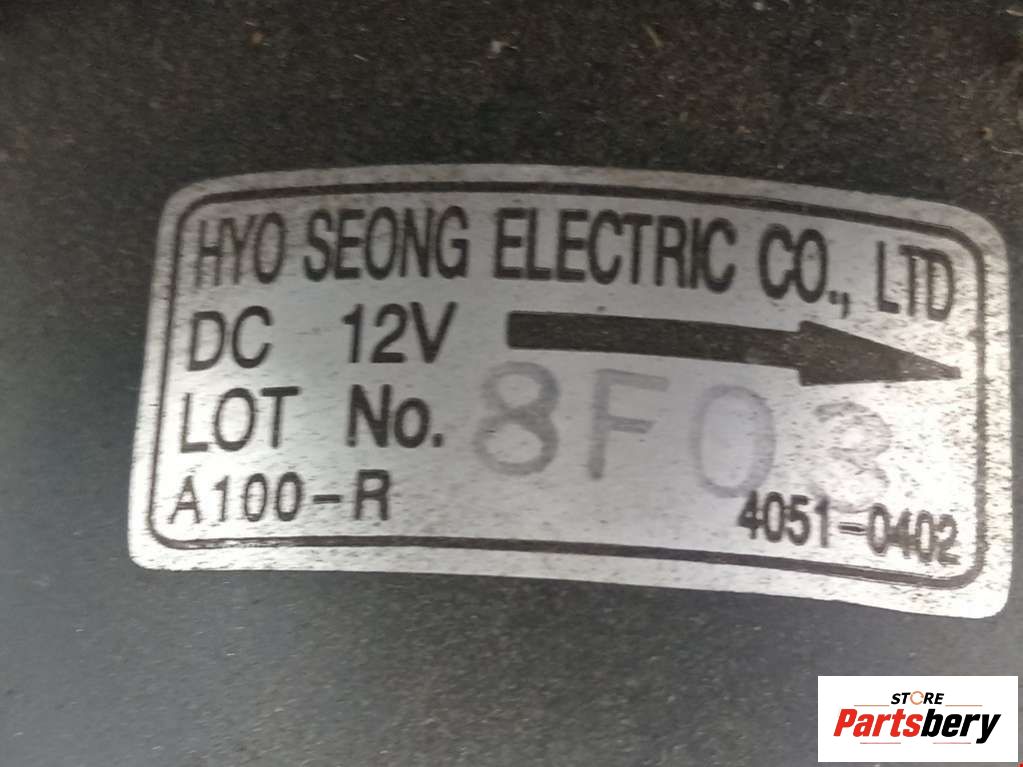 HYO SEONG ELECTRIC CO., LTD
DC 12V
LOT No. 8F03
A100-R 4051-0402
STORE
Partsbery